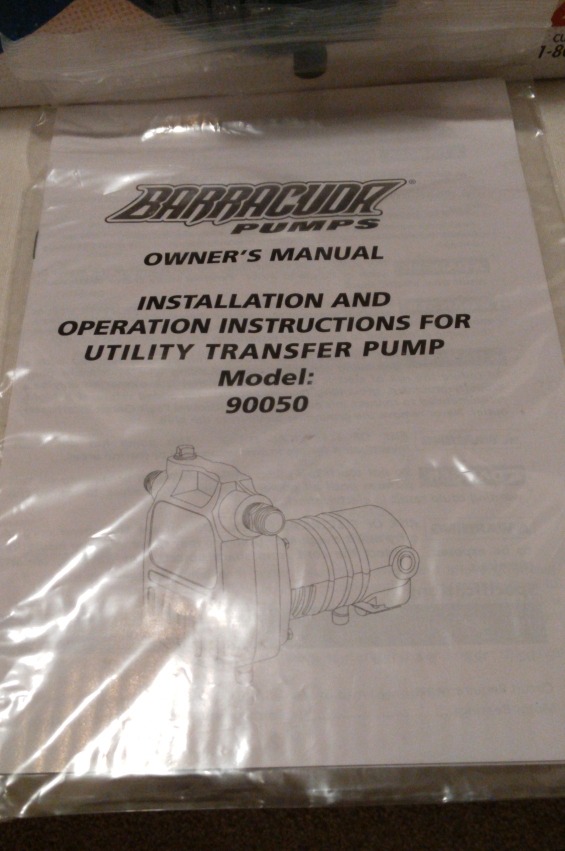 BARRACUDA®
PUMPS
OWNER'S MANUAL
INSTALLATION AND
OPERATION INSTRUCTIONS FOR
UTILITY TRANSFER PUMP
Model:
90050